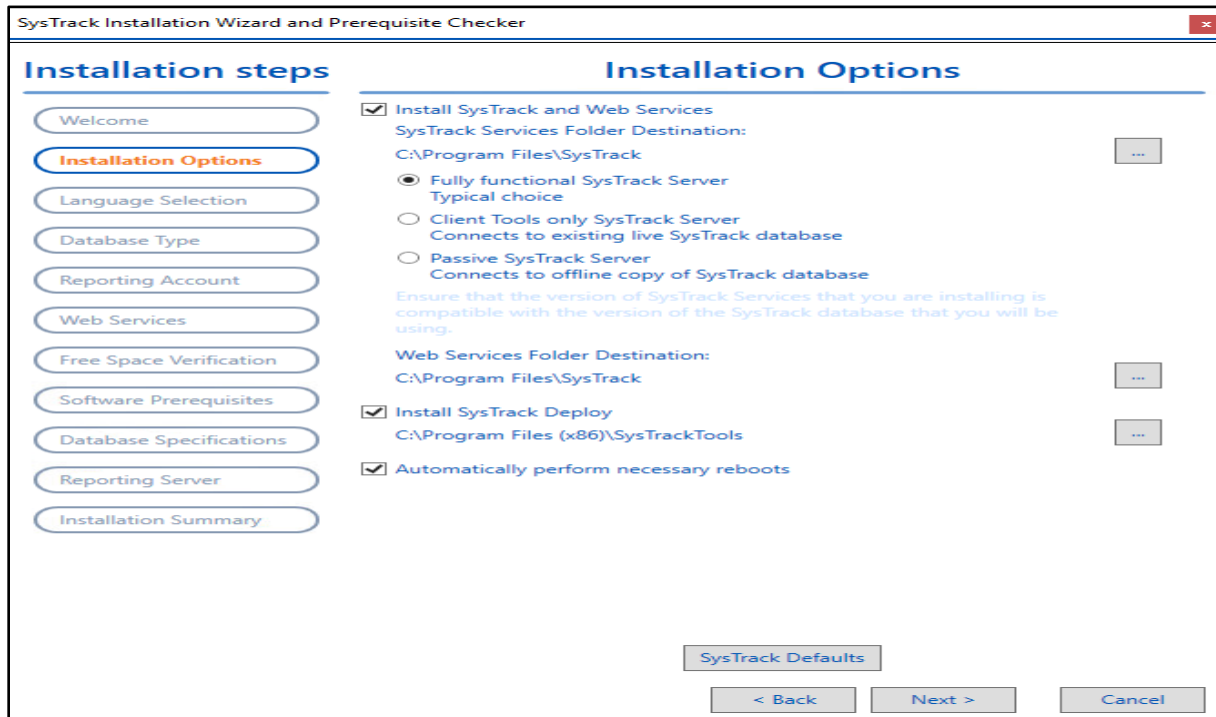 SysTrack Installation Wizard and Prerequisite Checker
x
Installation steps
Welcome
Installation Options
Language Selection
Database Type
Reporting Account
Web Services
Free Space Verification
Software Prerequisites
Database Specifications
Reporting Server
Installation Summary
Installation Options
Install SysTrack and Web Services
SysTrack Services Folder Destination:
C:\Program Files\SysTrack
...
Fully functional SysTrack Server
Typical choice
Client Tools only SysTrack Server
Connects to existing live SysTrack database
Passive SysTrack Server
Connects to offline copy of SysTrack database
Ensure that the version of SysTrack Services that you are installing is
compatible with the version of the SysTrack database that you will be
using.
Web Services Folder Destination:
C:\Program Files\SysTrack
...
Install SysTrack Deploy
C:\Program Files (x86)\SysTrackTools
...
Automatically perform necessary reboots
SysTrack Defaults
< Back
Next >
Cancel